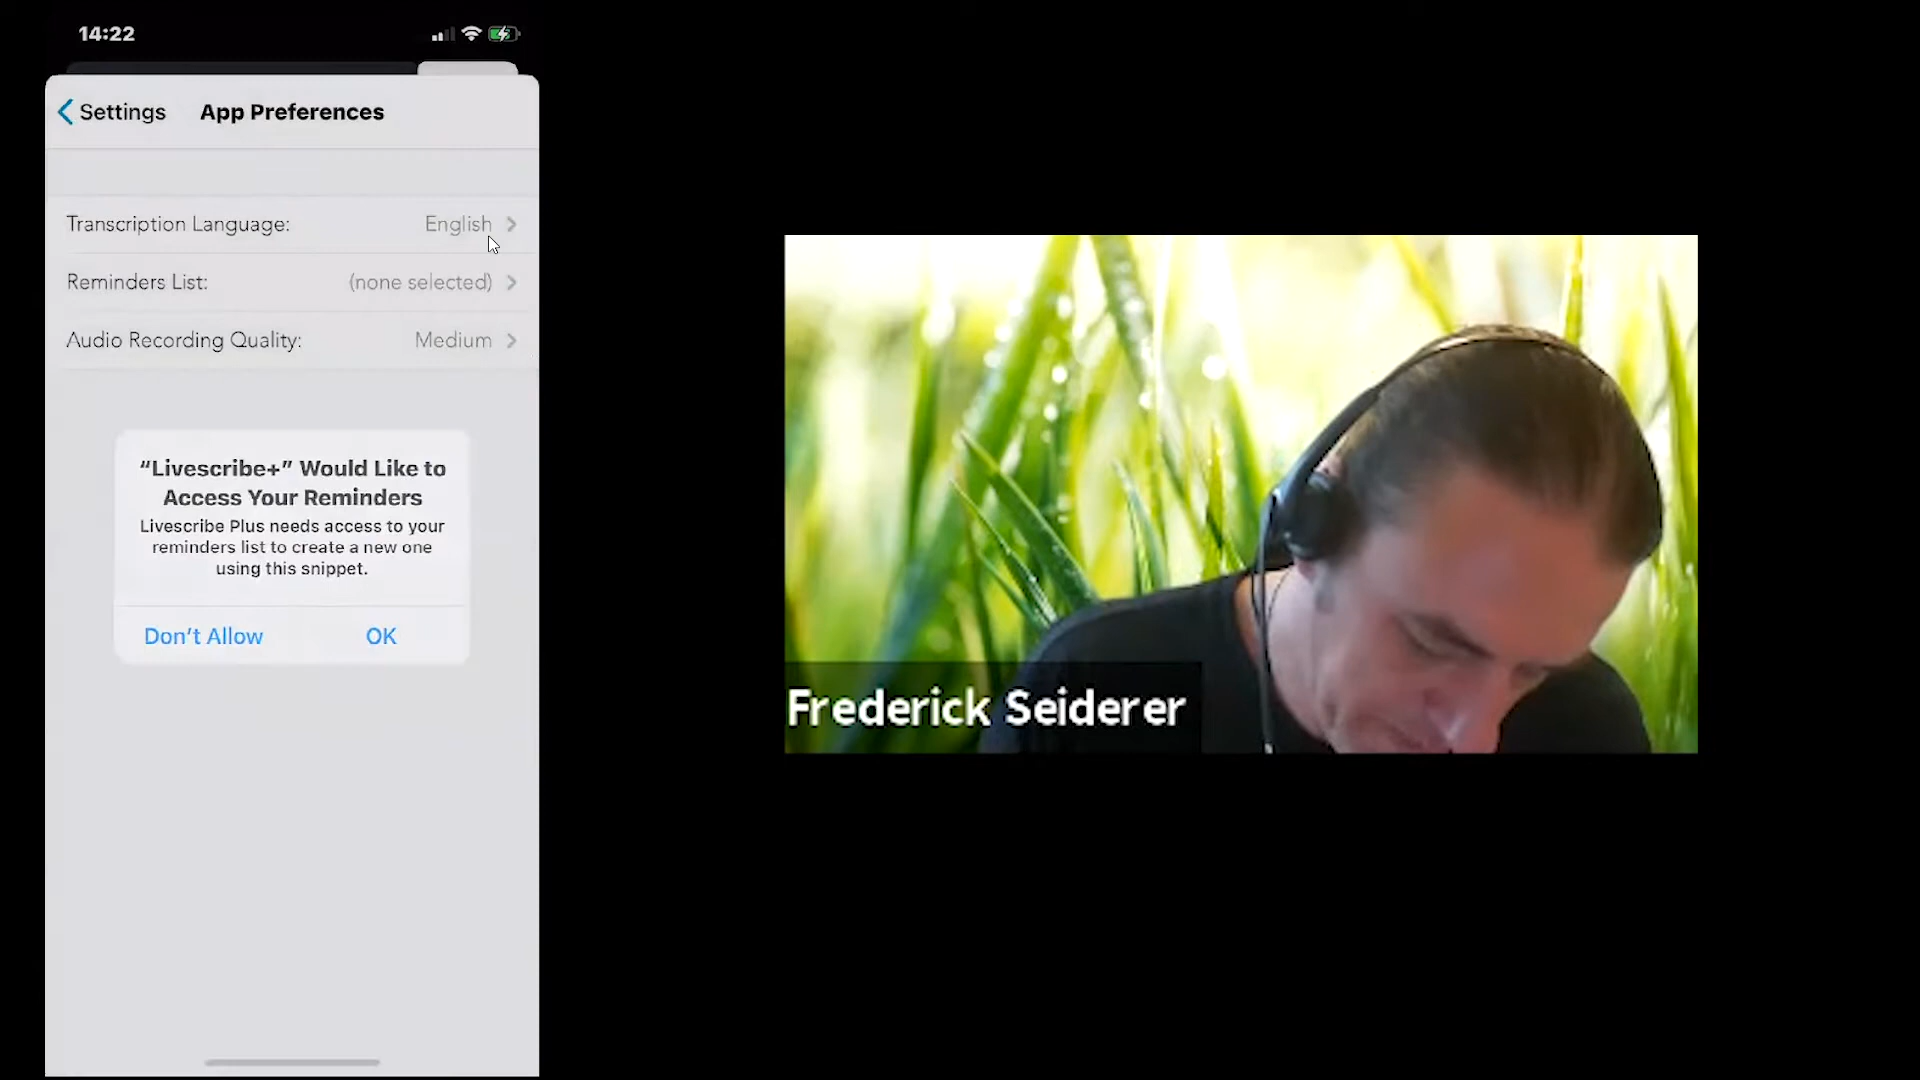 14:22
Settings
App Preferences
Transcription Language: English
Reminders List: (none selected)
Audio Recording Quality: Medium
“Livescribe+” Would Like to
Access Your Reminders
Livescribe Plus needs access to your
reminders list to create a new one
using this snippet.
Don’t Allow OK
Frederick Seiderer